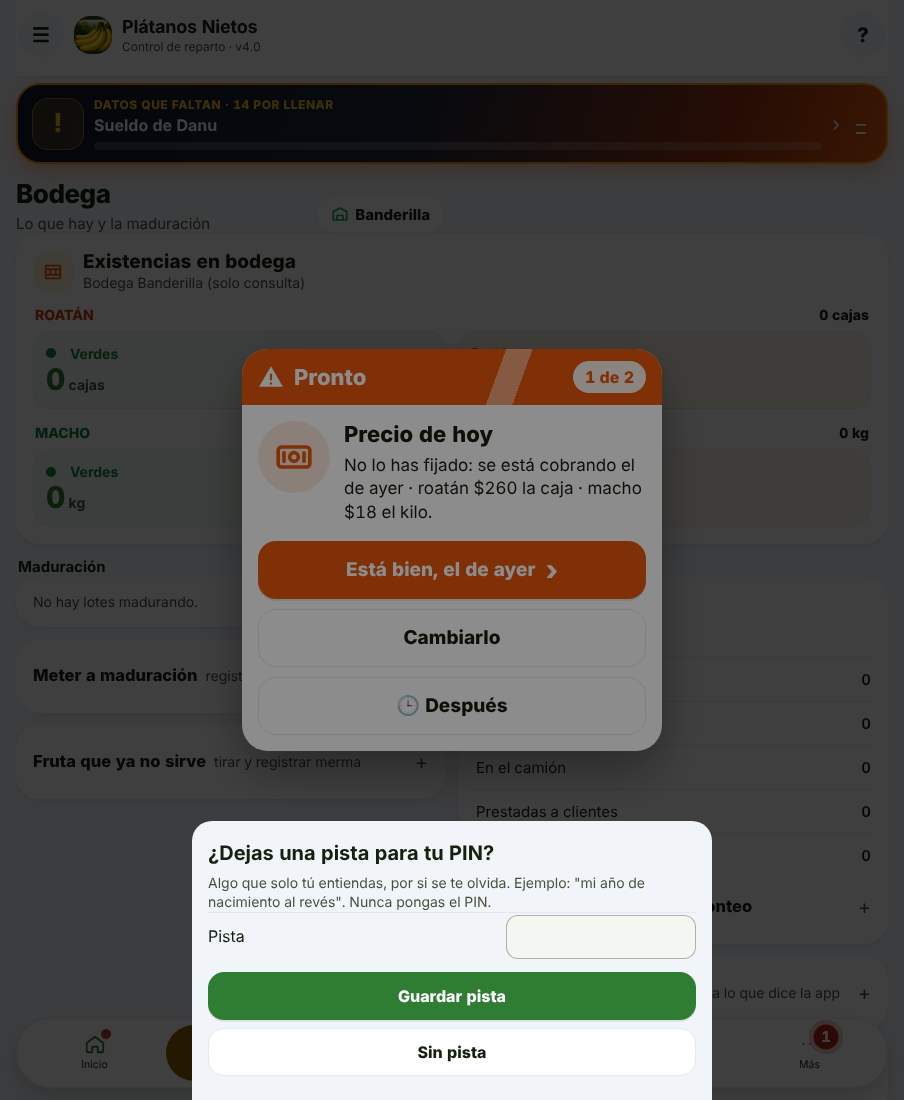 Plátanos Nietos
Control de reparto · v4.0
?
!
DATOS QUE FALTAN · 14 POR LLENAR
Sueldo de Danu
Bodega
Lo que hay y la maduración
Banderilla
Existencias en bodega
Bodega Banderilla (solo consulta)
ROATÁN
0 cajas
Verdes
0 cajas
MACHO
0 kg
Verdes
0 kg
Pronto
1 de 2
Precio de hoy
No lo has fijado: se está cobrando el
de ayer · roatán $260 la caja · macho
$18 el kilo.
Está bien, el de ayer ›
Cambiarlo
🕒 Después
Maduración
No hay lotes madurando.
Meter a maduración regist
Fruta que ya no sirve tirar y registrar merma +
0
0
En el camión 0
Prestadas a clientes 0
0
onteo +
a lo que dice la app +
¿Dejas una pista para tu PIN?
Algo que solo tú entiendas, por si se te olvida. Ejemplo: "mi año de
nacimiento al revés". Nunca pongas el PIN.
Pista
Guardar pista
Sin pista
Inicio
1
Más